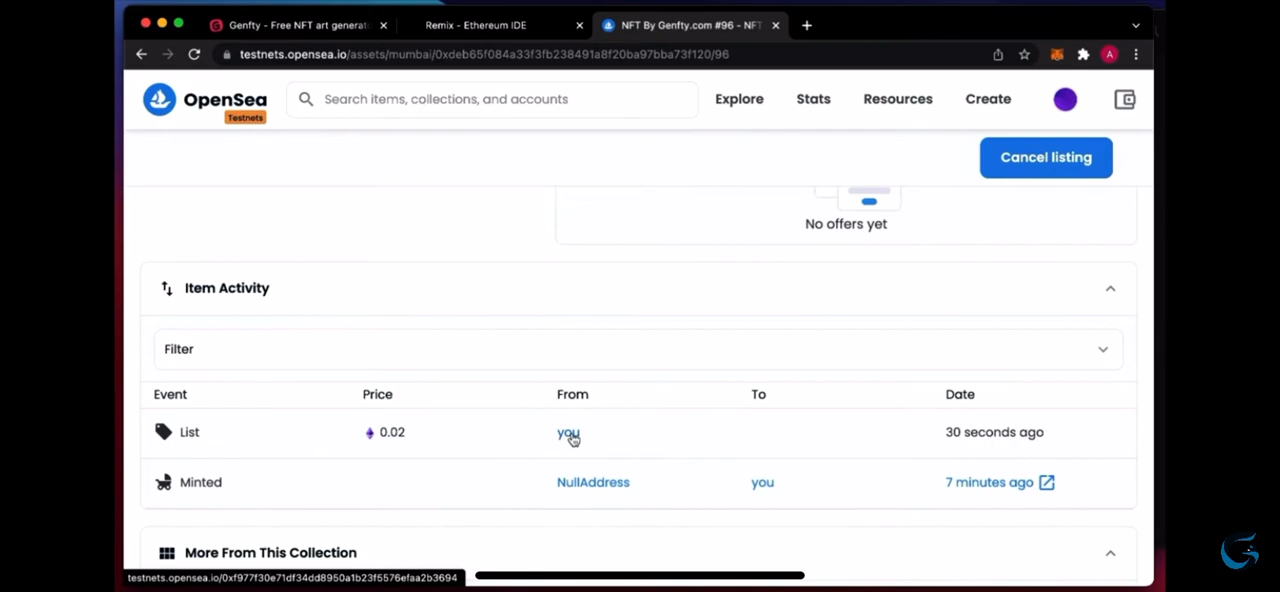 Genfty - Free NFT art generat
Remix - Ethereum IDE
NFT By Genfty.com #96 - NFT
testnets.opensea.io/assets/mumbai/0xdeb65f084a33f3fb238491a8f20ba97bba73f120/96
A
OpenSea
Testnets
Search items, collections, and accounts
Explore
Stats
Resources
Create
Cancel listing
No offers yet
Item Activity
Filter
Event
Price
From
To
Date
List
0.02
you
30 seconds ago
Minted
NullAddress
you
7 minutes ago
More From This Collection
testnets.opensea.io/0xf977f30e71df34dd8950a1b23f5576efaa2b3694